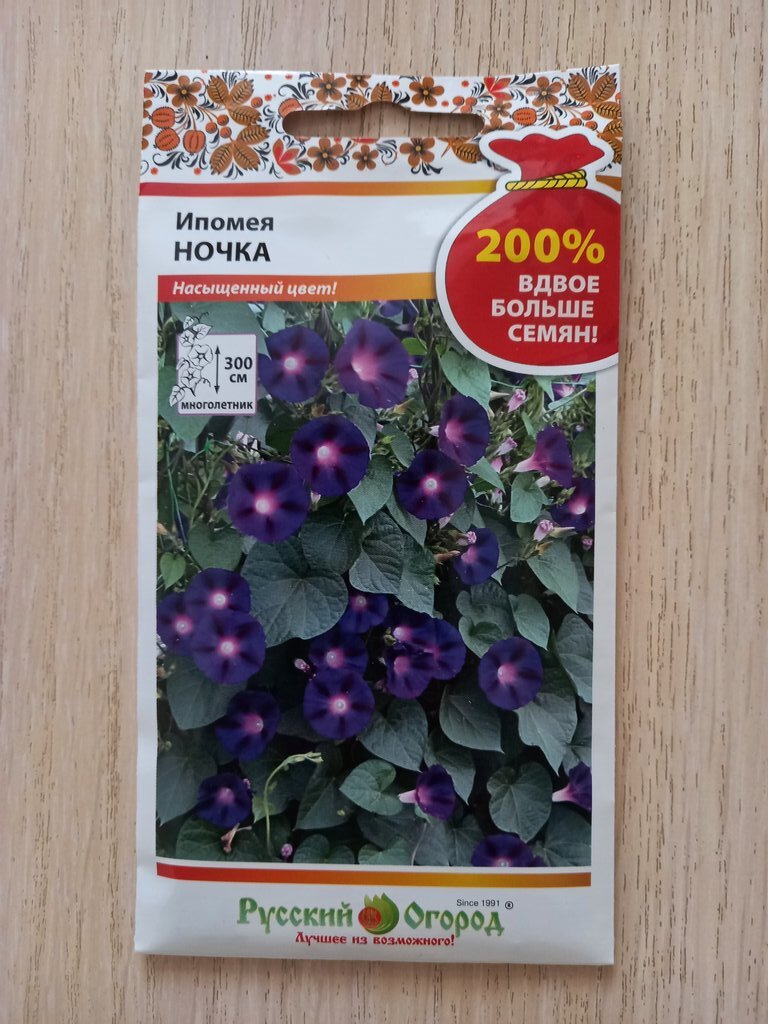 Ипомея
НОЧКА
Насыщенный цвет!
200%
ВДВОЕ
БОЛЬШЕ
СЕМЯН!
300
см
многолетник
Since 1991 ®
Русский Огород
Лучшее из возможного!